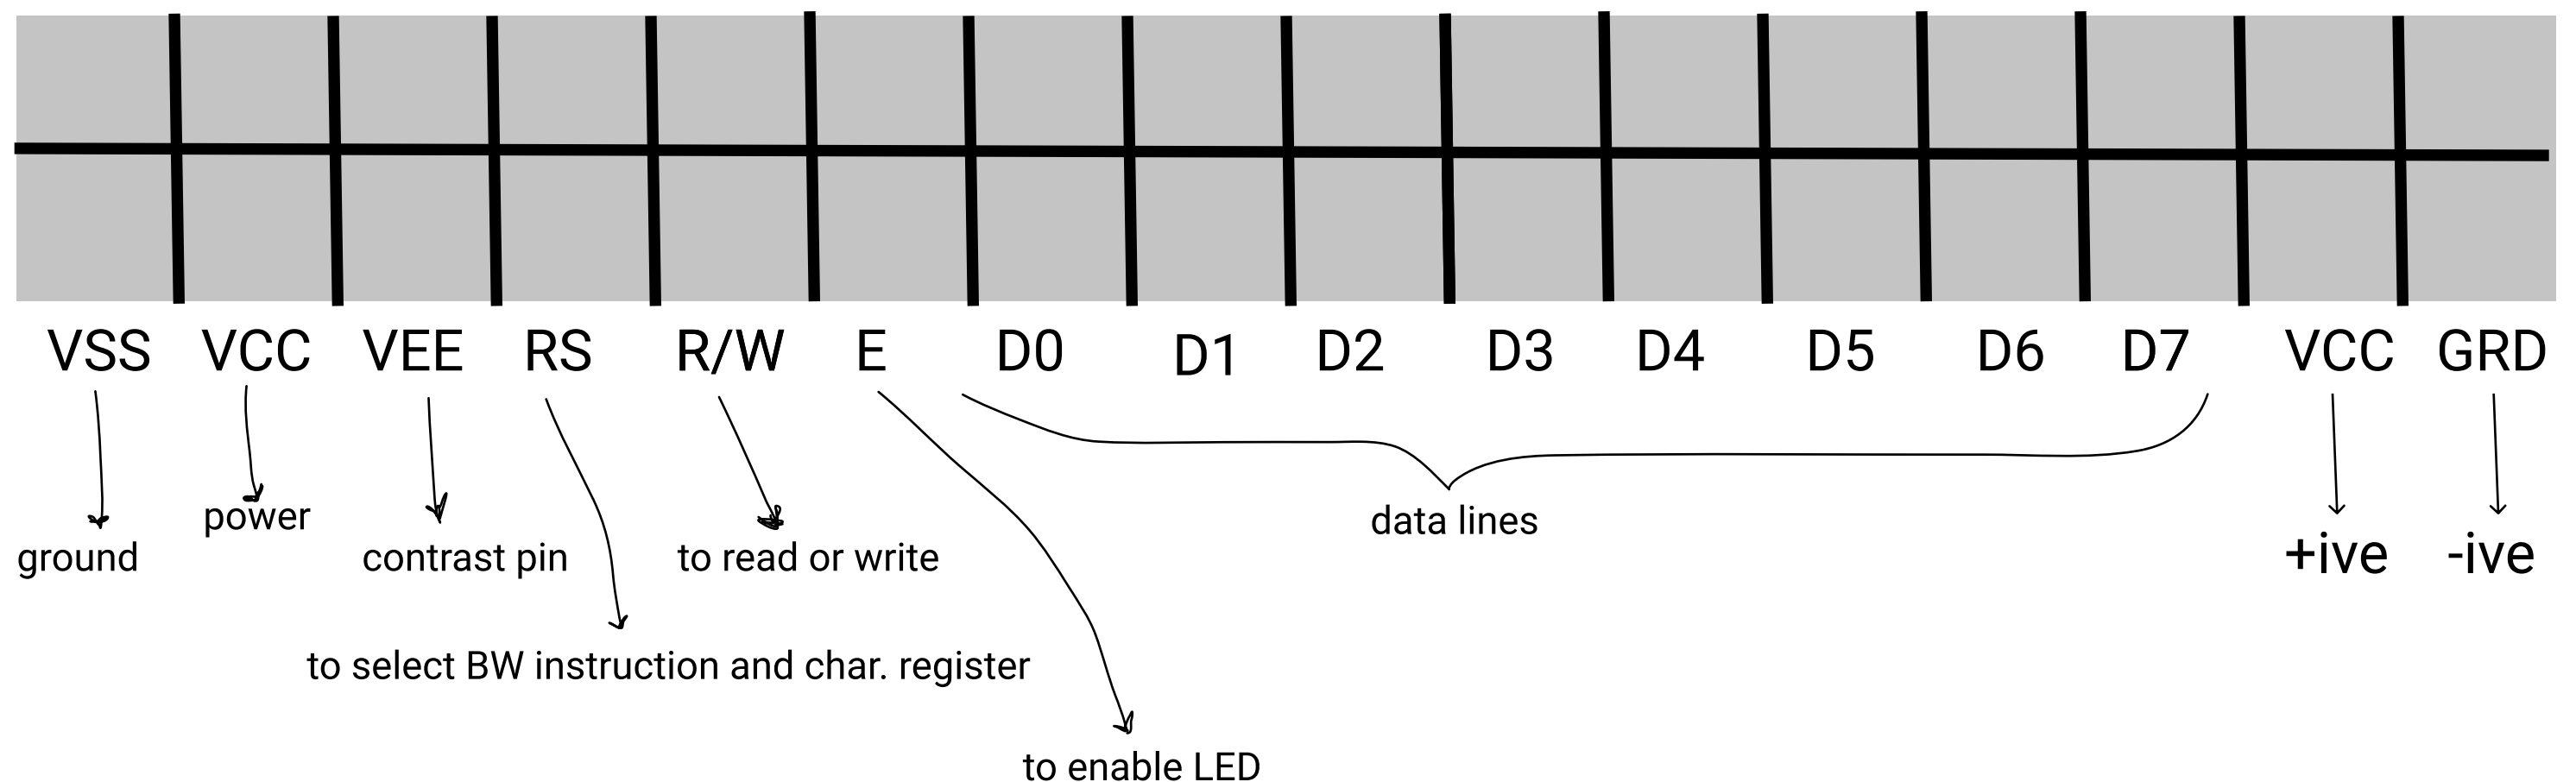 VSS VCC VEE RS R/W E D0 D1 D2 D3 D4 D5 D6 D7 VCC GRD
power
data lines
ground
contrast pin
to read or write
+ive
-ive
to select BW instruction and char. register
to enable LED